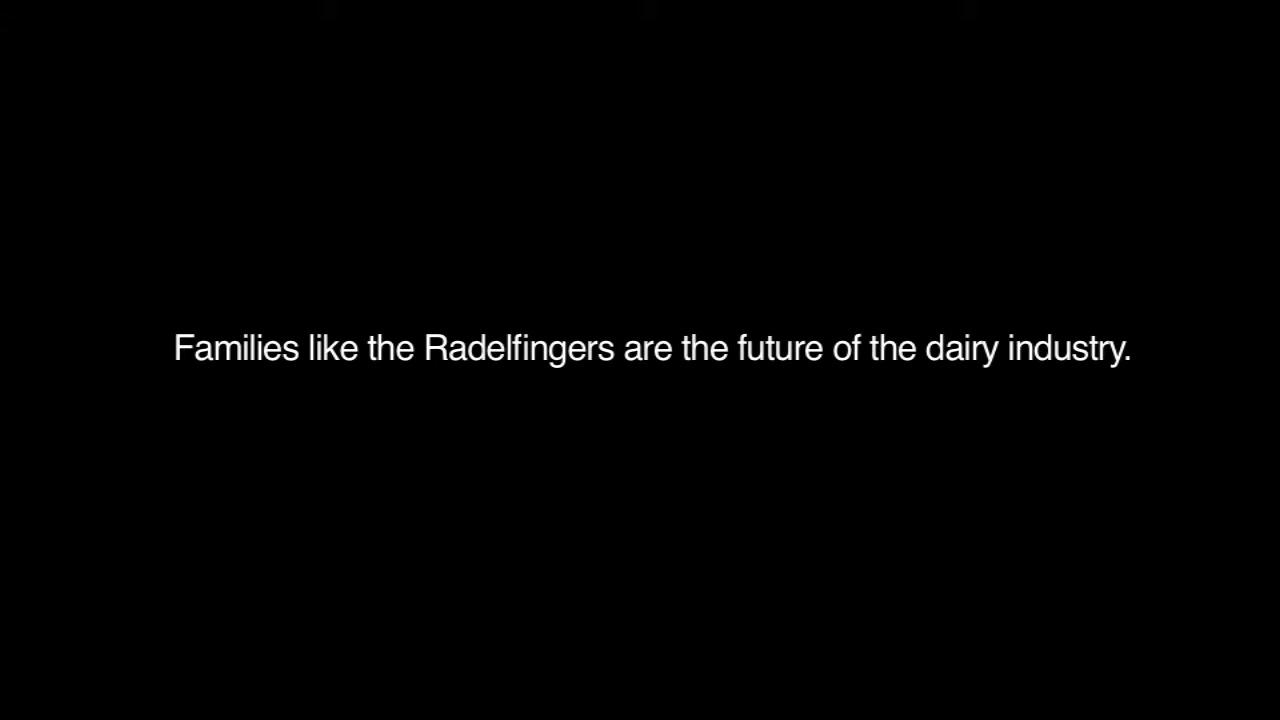 Families like the Radelfingers are the future of the dairy industry.